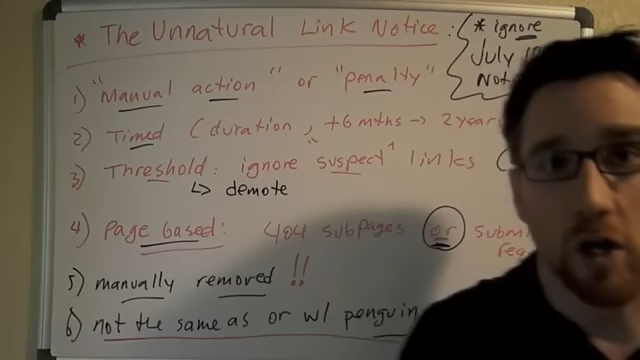 * The Unnatural Link Notice : * ignore
July
Not
1) "Manual action" or "penalty"
2) Timed (duration, +6 mths → 2 years
3) Threshold: ignore "suspect" links (
↳ demote
4) page based: 404 subpages or submi
req
5) manually removed !!
6) not the same as or w/ penguin